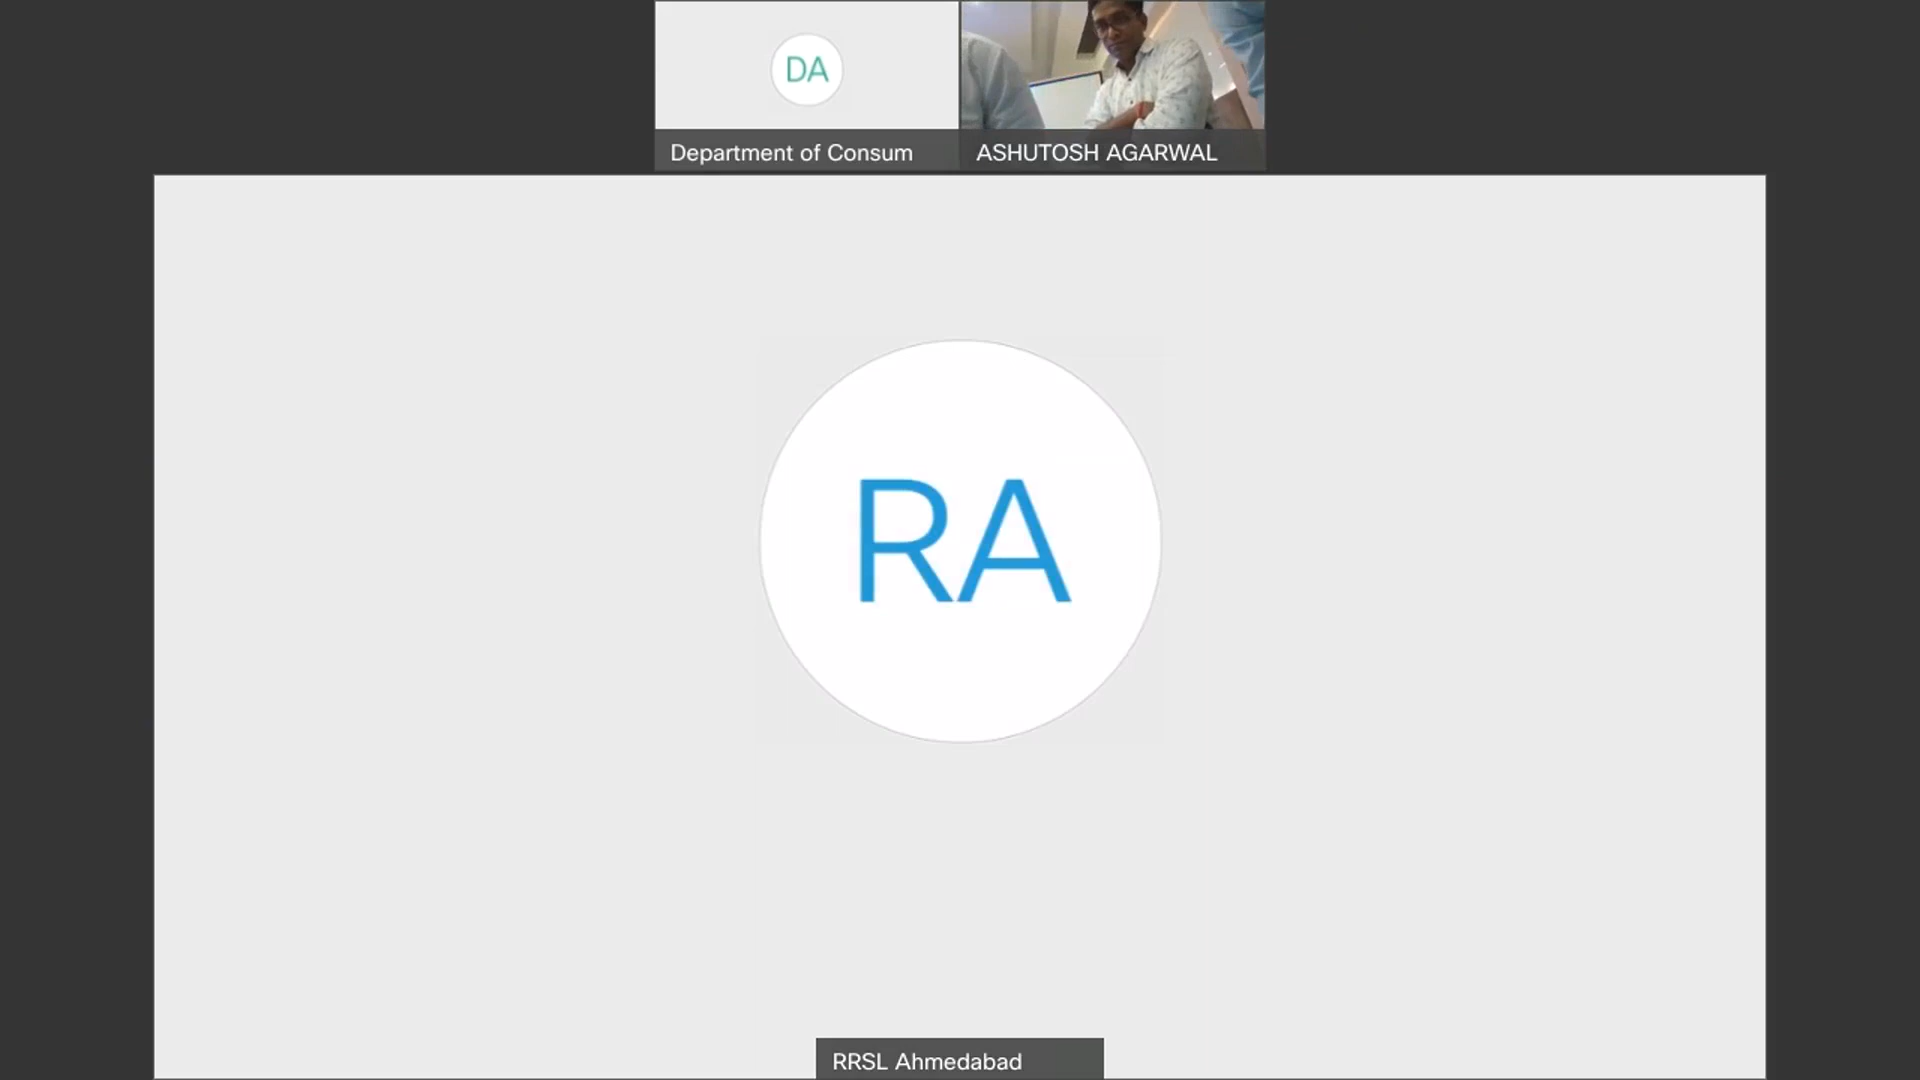 DA
Department of Consum
ASHUTOSH AGARWAL
RA
RRSL Ahmedabad